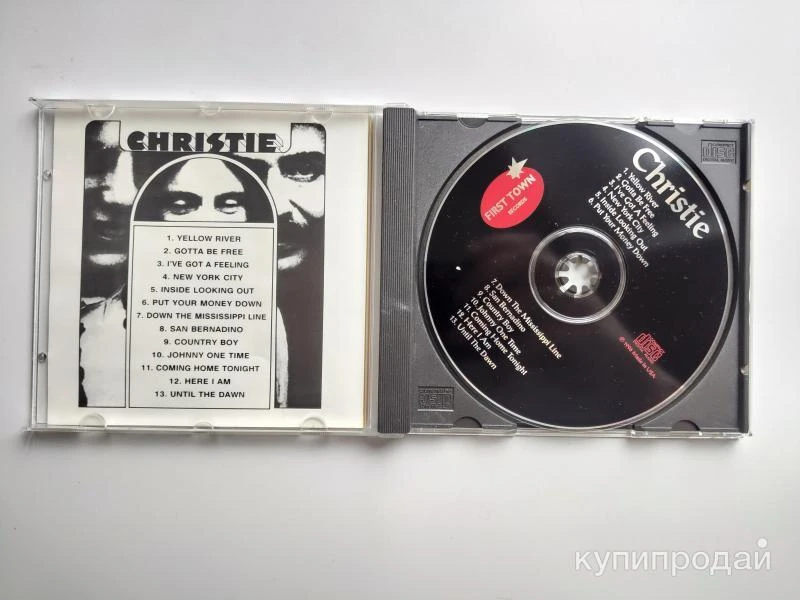 CHRISTIE
1. YELLOW RIVER
2. GOTTA BE FREE
3. I'VE GOT A FEELING
4. NEW YORK CITY
5. INSIDE LOOKING OUT
6. PUT YOUR MONEY DOWN
7. DOWN THE MISSISSIPPI LINE
8. SAN BERNADINO
9. COUNTRY BOY
10. JOHNNY ONE TIME
11. COMING HOME TONIGHT
12. HERE I AM
13. UNTIL THE DAWN
FIRST TOWN
RECORDS
Christie
1. Yellow River
2. Gotta Be Free
3. I've Got A Feeling
4. New York City
5. Inside Looking Out
6. Put Your Money Down
7. Down The Mississippi Line
8. San Bernadino
9. Country Boy
10. Johnny One Time
11. Coming Home Tonight
12. Here I Am
13. Until The Dawn
Made in USA
купипродай